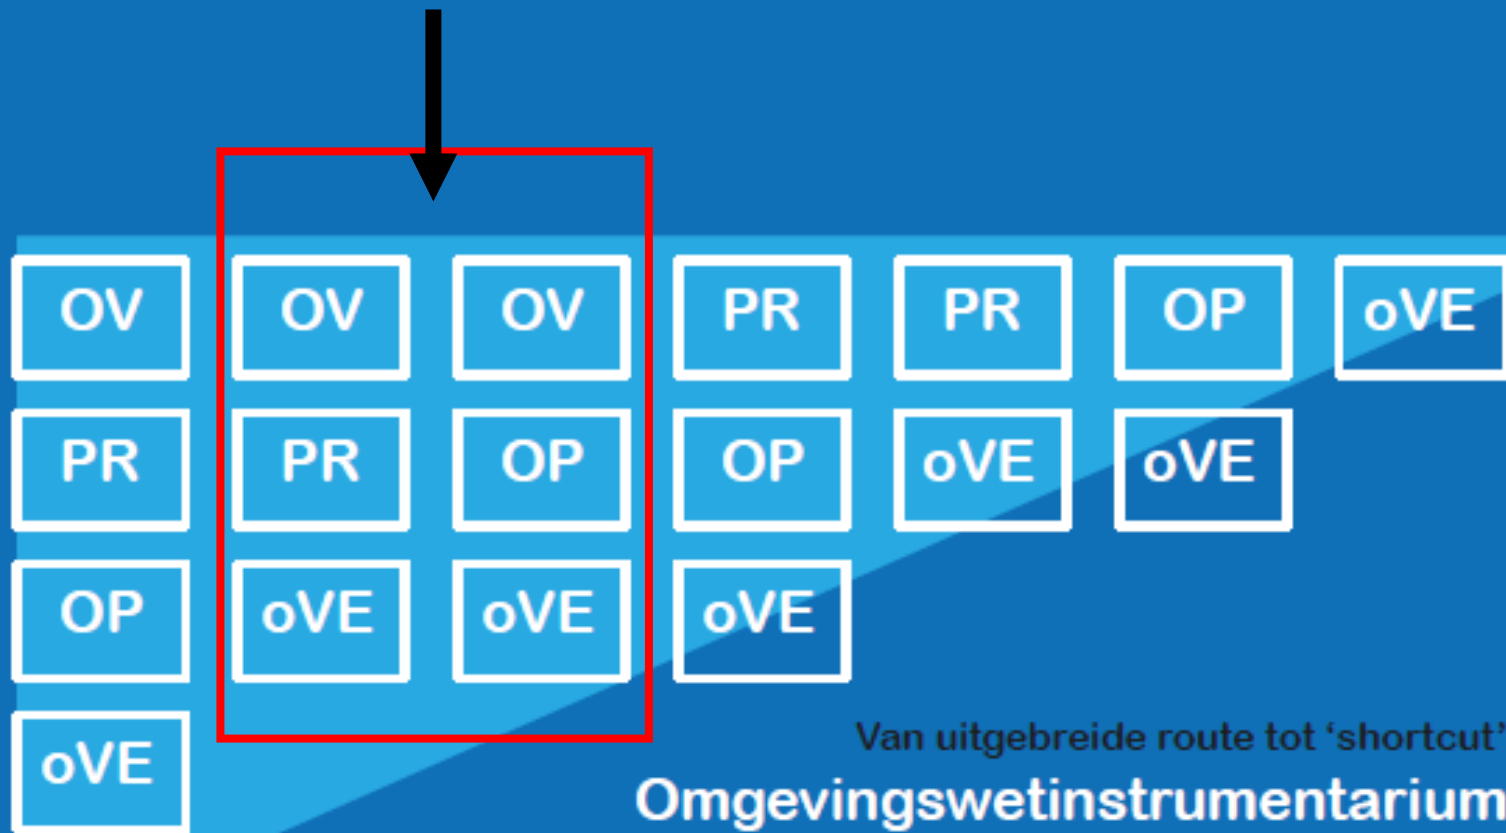 OV OV OV PR PR OP oVE
PR PR OP OP oVE oVE
OP oVE oVE oVE
oVE
Van uitgebreide route tot ‘shortcut’
Omgevingswetinstrumentarium